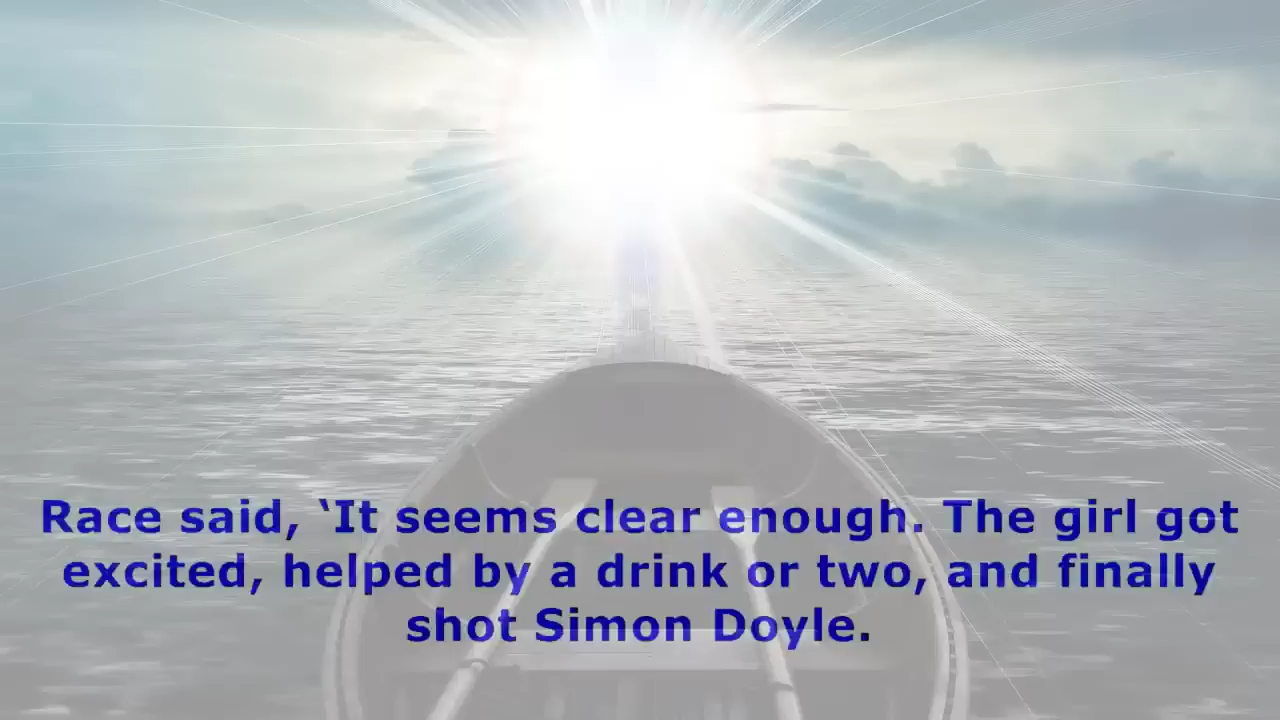 Race said, ‘It seems clear enough. The girl got
excited, helped by a drink or two, and finally
shot Simon Doyle.